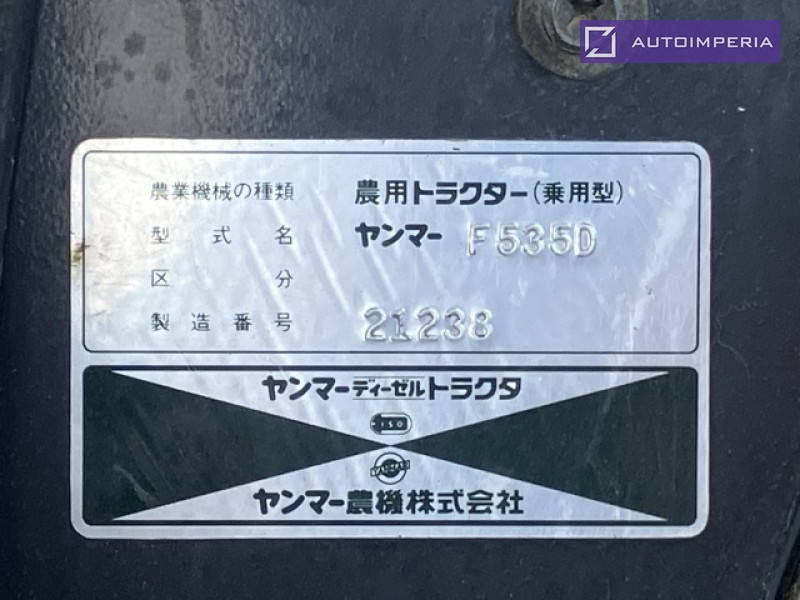 AUTOIMPERIA
農業機械の種類 農用トラクター(乗用型)
型式名 ヤンマー F535D
区分
製造番号 21238
ヤンマーディーゼルトラクタ
ISO
YANMAR
ヤンマー農機株式会社